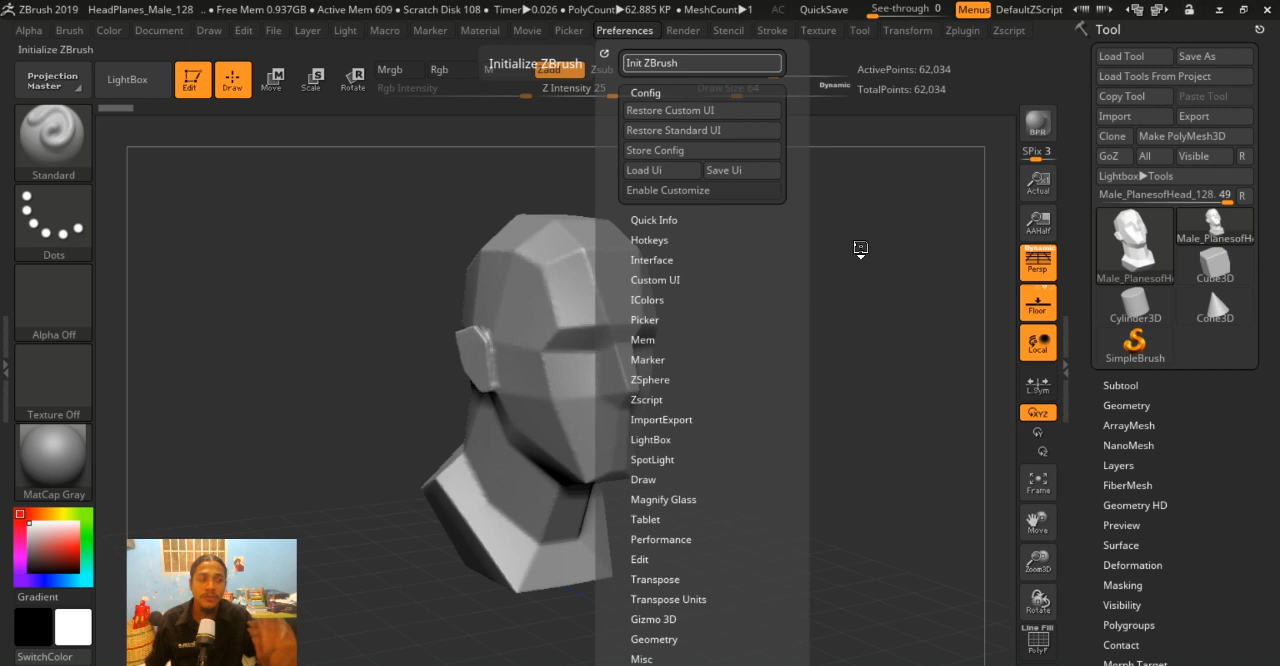 ZBrush 2019 HeadPlanes_Male_128 .. • Free Mem 0.937GB • Active Mem 609 • Scratch Disk 108 • Timer▶0.026 • PolyCount▶62.885 KP • MeshCount▶1 AC QuickSave See-through 0 Menus DefaultZScript
Alpha Brush Color Document Draw Edit File Layer Light Macro Marker Material Movie Picker Preferences Render Stencil Stroke Texture Tool Transform Zplugin Zscript
Initialize ZBrush
Projection Master
LightBox
Edit
Draw
Move
Scale
Rotate
Mrgb Rgb M Zadd Zsub
Rgb Intensity
Z Intensity 25
Draw Size 64
Dynamic
Initialize ZBrush
ActivePoints: 62,034
TotalPoints: 62,034
Init ZBrush
Config
Restore Custom UI
Restore Standard UI
Store Config
Load Ui Save Ui
Enable Customize
Quick Info
Hotkeys
Interface
Custom UI
IColors
Picker
Mem
Marker
ZSphere
Zscript
ImportExport
LightBox
SpotLight
Draw
Magnify Glass
Tablet
Performance
Edit
Transpose
Transpose Units
Gizmo 3D
Geometry
Misc
Standard
Dots
Alpha Off
Texture Off
MatCap Gray
Gradient
SwitchColor
BPR
SPix 3
Actual
AAHalf
Dynamic
Persp
Floor
Local
L.Sym
XYZ
Y
Z
Frame
Move
Zoom3D
Rotate
Line Fill
PolyF
Tool
Load Tool Save As
Load Tools From Project
Copy Tool Paste Tool
Import Export
Clone Make PolyMesh3D
GoZ All Visible R
Lightbox▶Tools
Male_PlanesofHead_128. 49 R
Male_PlanesofH
Male_PlanesofH
Cube3D
Cylinder3D
Cone3D
SimpleBrush
Subtool
Geometry
ArrayMesh
NanoMesh
Layers
FiberMesh
Geometry HD
Preview
Surface
Deformation
Masking
Visibility
Polygroups
Contact
Morph Target